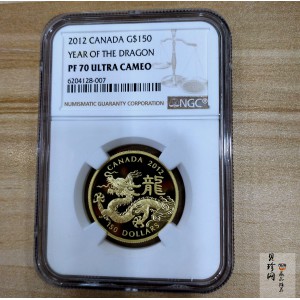 2012 CANADA G$150
YEAR OF THE DRAGON
PF 70 ULTRA CAMEO
6204128-007
NUMISMATIC GUARANTY CORPORATION
NGC
CANADA 2012
龍
150 DOLLARS